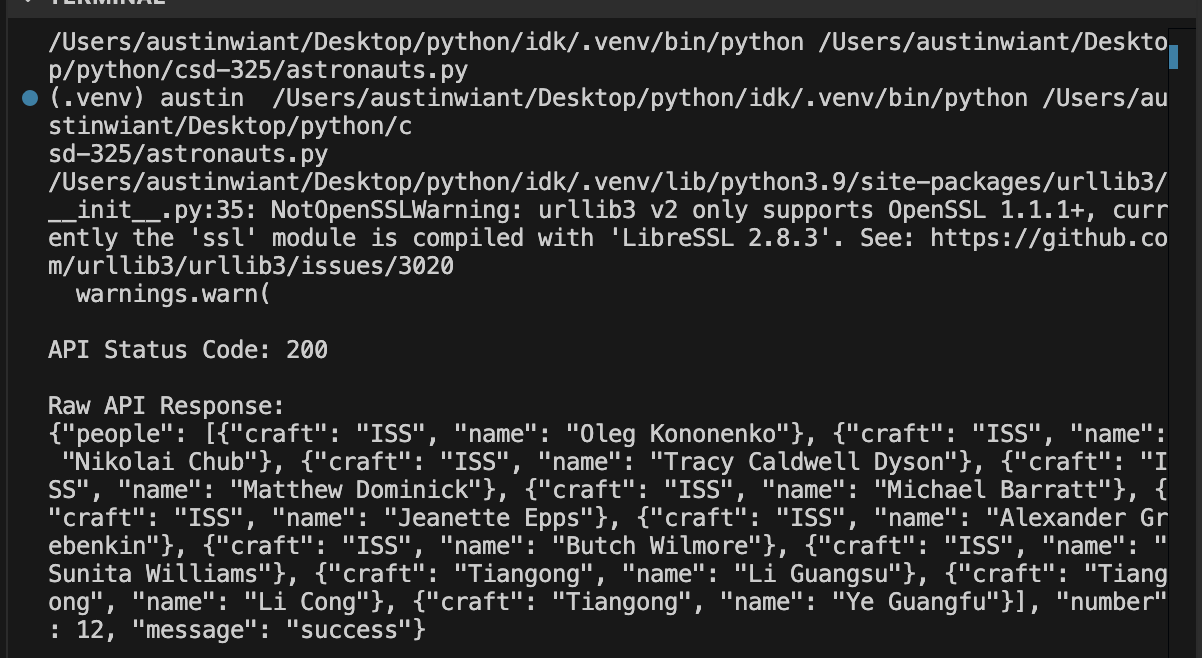 TERMINAL
/Users/austinwiant/Desktop/python/idk/.venv/bin/python /Users/austinwiant/Deskto
p/python/csd-325/astronauts.py
(.venv) austin  /Users/austinwiant/Desktop/python/idk/.venv/bin/python /Users/au
stinwiant/Desktop/python/c
sd-325/astronauts.py
/Users/austinwiant/Desktop/python/idk/.venv/lib/python3.9/site-packages/urllib3/
__init__.py:35: NotOpenSSLWarning: urllib3 v2 only supports OpenSSL 1.1.1+, curr
ently the 'ssl' module is compiled with 'LibreSSL 2.8.3'. See: https://github.co
m/urllib3/urllib3/issues/3020
  warnings.warn(

API Status Code: 200

Raw API Response:
{"people": [{"craft": "ISS", "name": "Oleg Kononenko"}, {"craft": "ISS", "name":
 "Nikolai Chub"}, {"craft": "ISS", "name": "Tracy Caldwell Dyson"}, {"craft": "I
SS", "name": "Matthew Dominick"}, {"craft": "ISS", "name": "Michael Barratt"}, {
"craft": "ISS", "name": "Jeanette Epps"}, {"craft": "ISS", "name": "Alexander Gr
ebenkin"}, {"craft": "ISS", "name": "Butch Wilmore"}, {"craft": "ISS", "name": "
Sunita Williams"}, {"craft": "Tiangong", "name": "Li Guangsu"}, {"craft": "Tiang
ong", "name": "Li Cong"}, {"craft": "Tiangong", "name": "Ye Guangfu"}], "number"
: 12, "message": "success"}